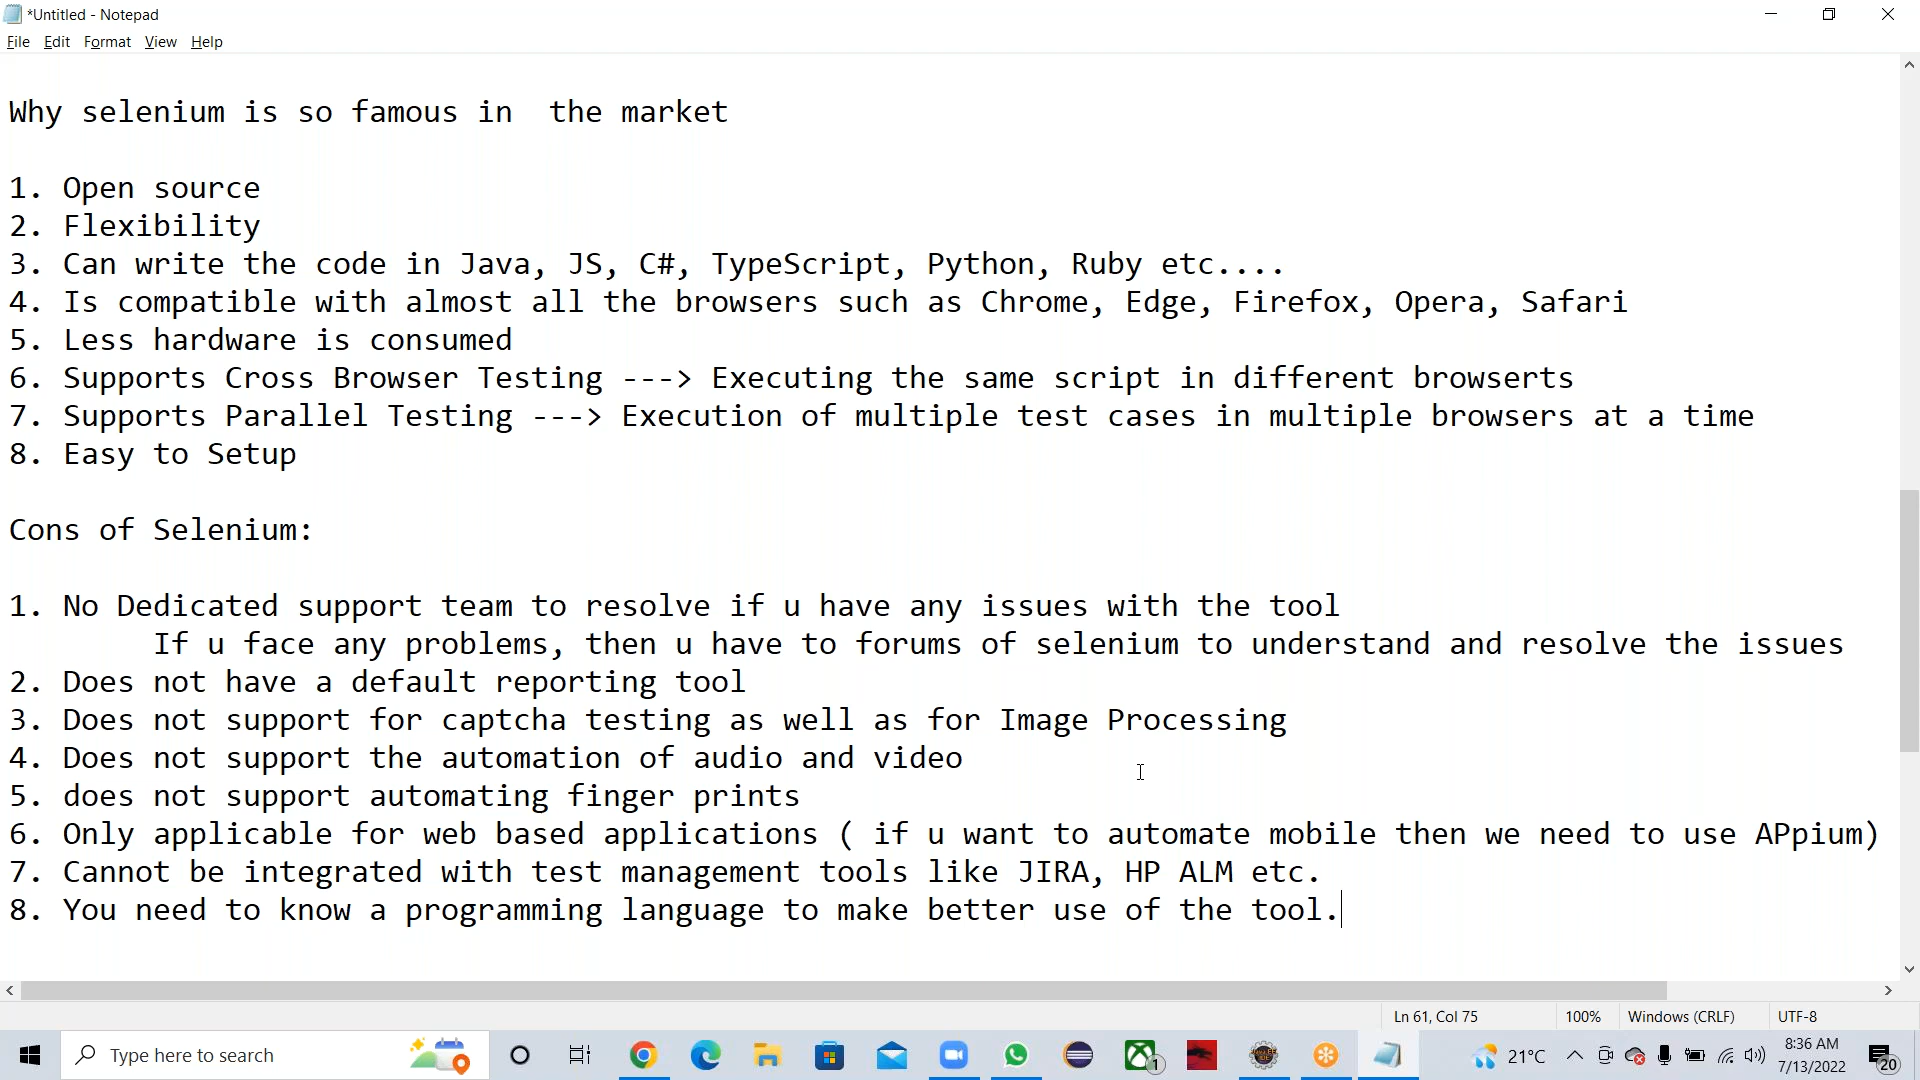 *Untitled - Notepad
File Edit Format View Help
Why selenium is so famous in  the market
1. Open source
2. Flexibility
3. Can write the code in Java, JS, C#, TypeScript, Python, Ruby etc....
4. Is compatible with almost all the browsers such as Chrome, Edge, Firefox, Opera, Safari
5. Less hardware is consumed
6. Supports Cross Browser Testing ---> Executing the same script in different browserts
7. Supports Parallel Testing ---> Execution of multiple test cases in multiple browsers at a time
8. Easy to Setup
Cons of Selenium:
1. No Dedicated support team to resolve if u have any issues with the tool
If u face any problems, then u have to forums of selenium to understand and resolve the issues
2. Does not have a default reporting tool
3. Does not support for captcha testing as well as for Image Processing
4. Does not support the automation of audio and video
5. does not support automating finger prints
6. Only applicable for web based applications ( if u want to automate mobile then we need to use APpium)
7. Cannot be integrated with test management tools like JIRA, HP ALM etc.
8. You need to know a programming language to make better use of the tool.
Ln 61, Col 75 100% Windows (CRLF) UTF-8
Type here to search 1 21°C 8:36 AM
7/13/2022 20